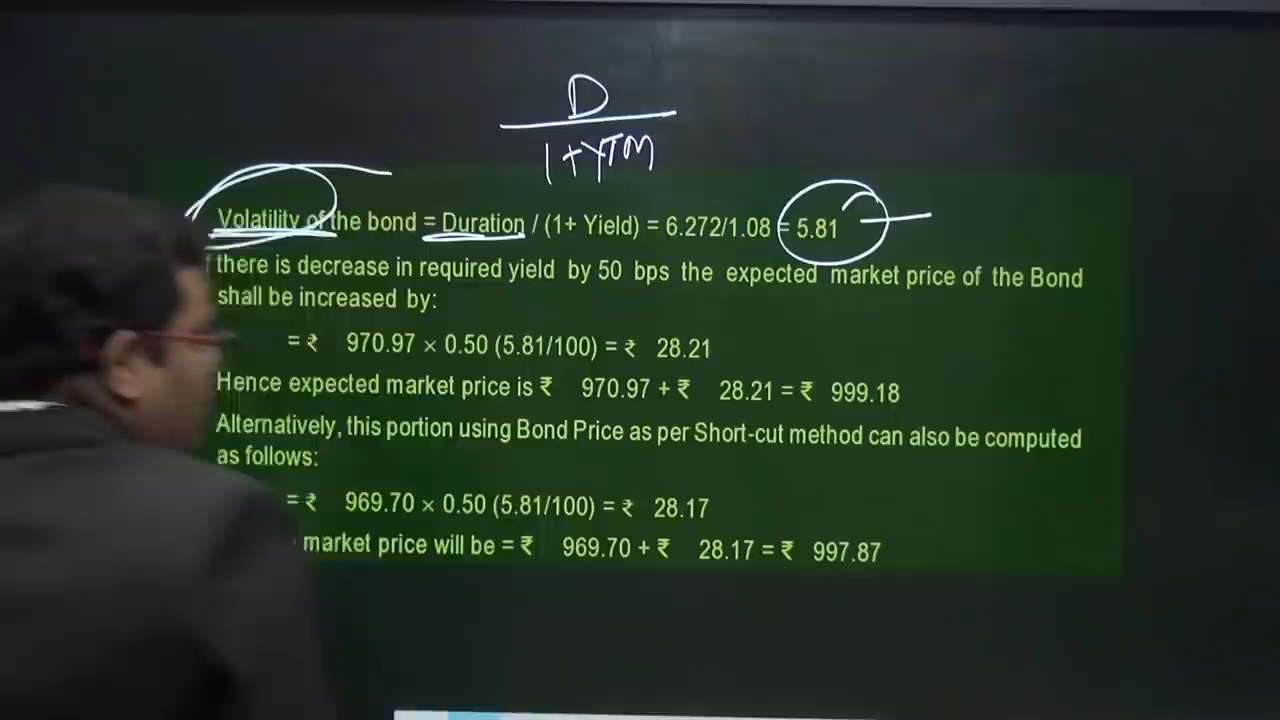 D
1+YTM
Volatility of the bond = Duration / (1+ Yield) = 6.272/1.08 = 5.81
f there is decrease in required yield by 50 bps the expected market price of the Bond
shall be increased by:
= ₹ 970.97 × 0.50 (5.81/100) = ₹ 28.21
Hence expected market price is ₹ 970.97 + ₹ 28.21 = ₹ 999.18
Alternatively, this portion using Bond Price as per Short-cut method can also be computed
as follows:
= ₹ 969.70 × 0.50 (5.81/100) = ₹ 28.17
market price will be = ₹ 969.70 + ₹ 28.17 = ₹ 997.87